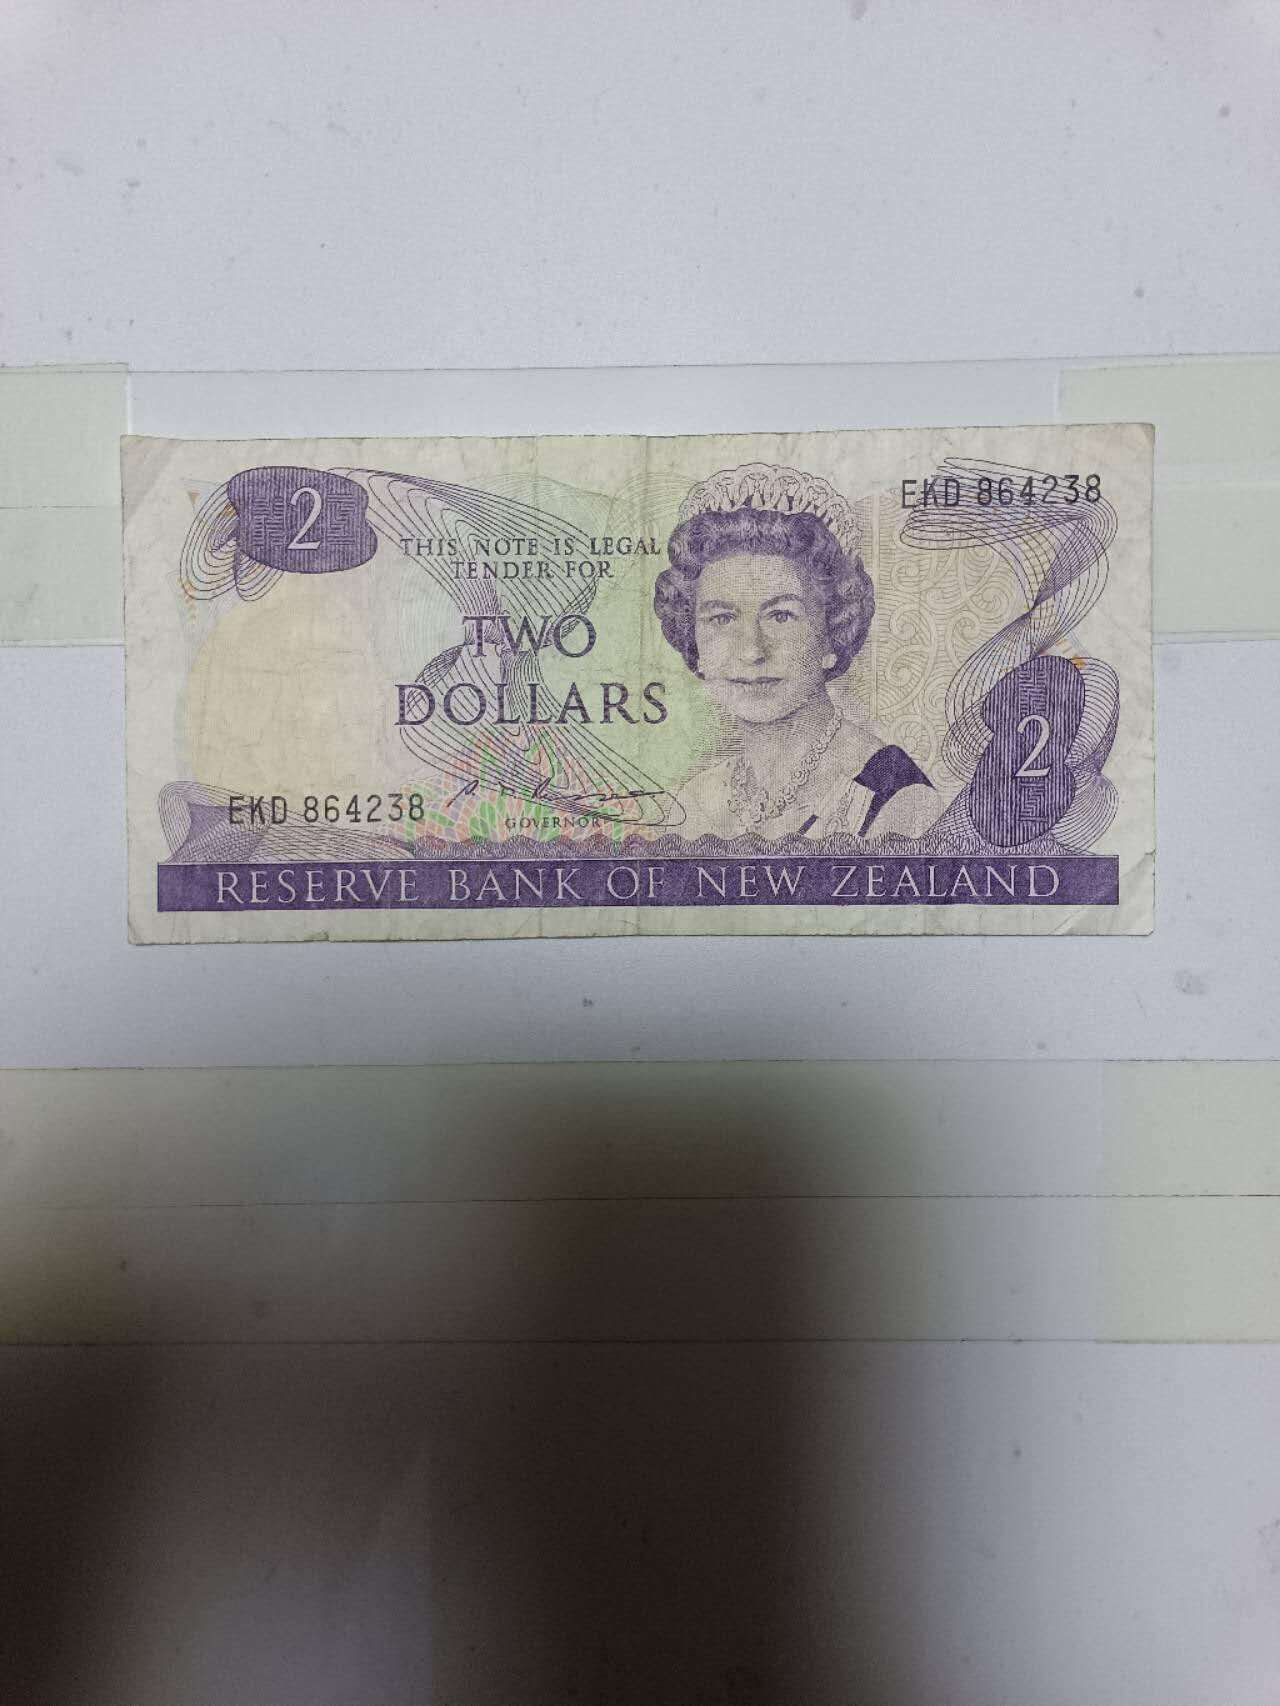 2
EKD 864238
THIS NOTE IS LEGAL
TENDER FOR
TWO
DOLLARS
2
EKD 864238
GOVERNOR
RESERVE BANK OF NEW ZEALAND